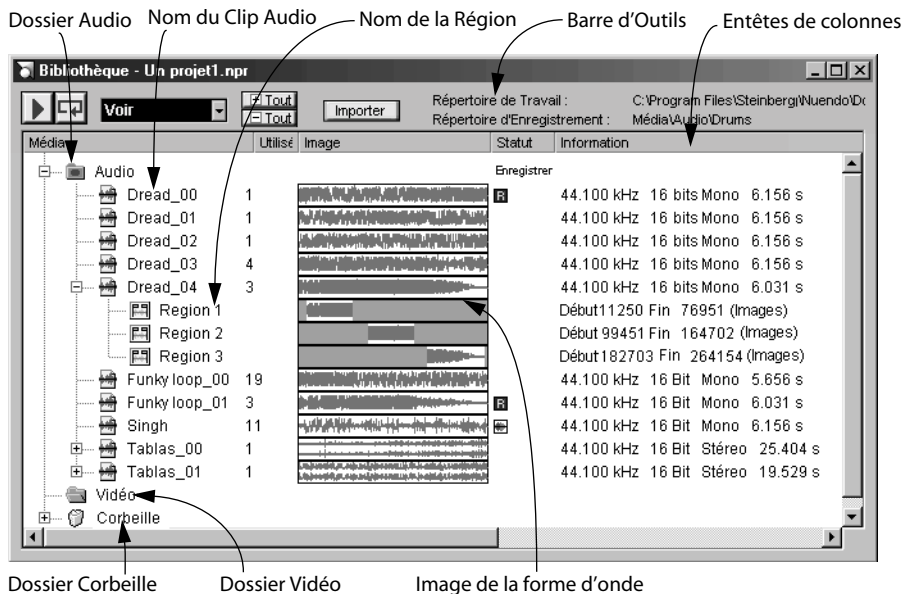 Dossier Audio Nom du Clip Audio Nom de la Région Barre d'Outils Entêtes de colonnes
Bibliothèque - Un projet1.npr
Voir + Tout Importer Répertoire de Travail : C:\Program Files\Steinberg\Nuendo\Do
- Tout Répertoire d'Enregistrement : Média\Audio\Drums
Média Utilisé Image Statut Information
Audio Enregistrer
Dread_00 1 R 44.100 kHz 16 bits Mono 6.156 s
Dread_01 1 44.100 kHz 16 bits Mono 6.156 s
Dread_02 1 44.100 kHz 16 bits Mono 6.156 s
Dread_03 4 44.100 kHz 16 bits Mono 6.156 s
Dread_04 3 44.100 kHz 16 bits Mono 6.031 s
Region 1 Début11250 Fin 76951 (Images)
Region 2 Début 99451 Fin 164702 (Images)
Region 3 Début182703 Fin 264154 (Images)
Funky loop_00 19 44.100 kHz 16 Bit Mono 5.656 s
Funky loop_01 3 R 44.100 kHz 16 Bit Mono 6.031 s
Singh 11 44.100 kHz 16 Bit Mono 6.156 s
Tablas_00 1 44.100 kHz 16 Bit Stéreo 25.404 s
Tablas_01 1 44.100 kHz 16 Bit Stéreo 19.529 s
Vidéo
Corbeille
Dossier Corbeille Dossier Vidéo Image de la forme d'onde